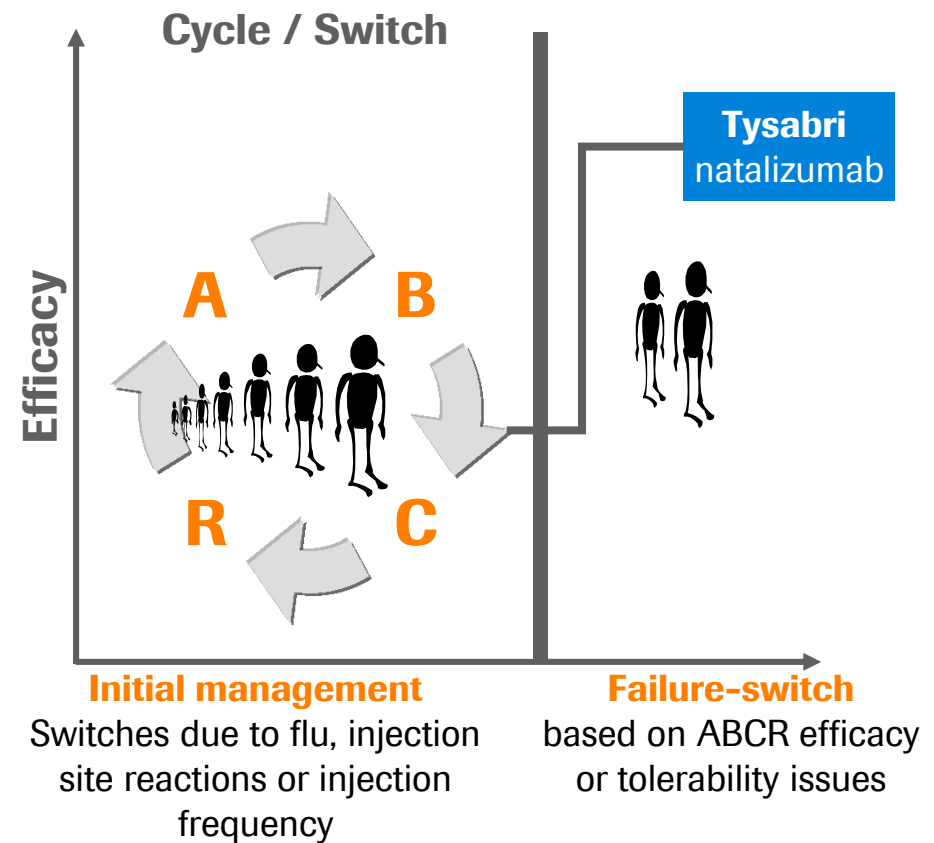 Cycle / Switch
Efficacy
Tysabri
natalizumab
A
B
R
C
Initial management
Switches due to flu, injection
site reactions or injection
frequency
Failure-switch
based on ABCR efficacy
or tolerability issues